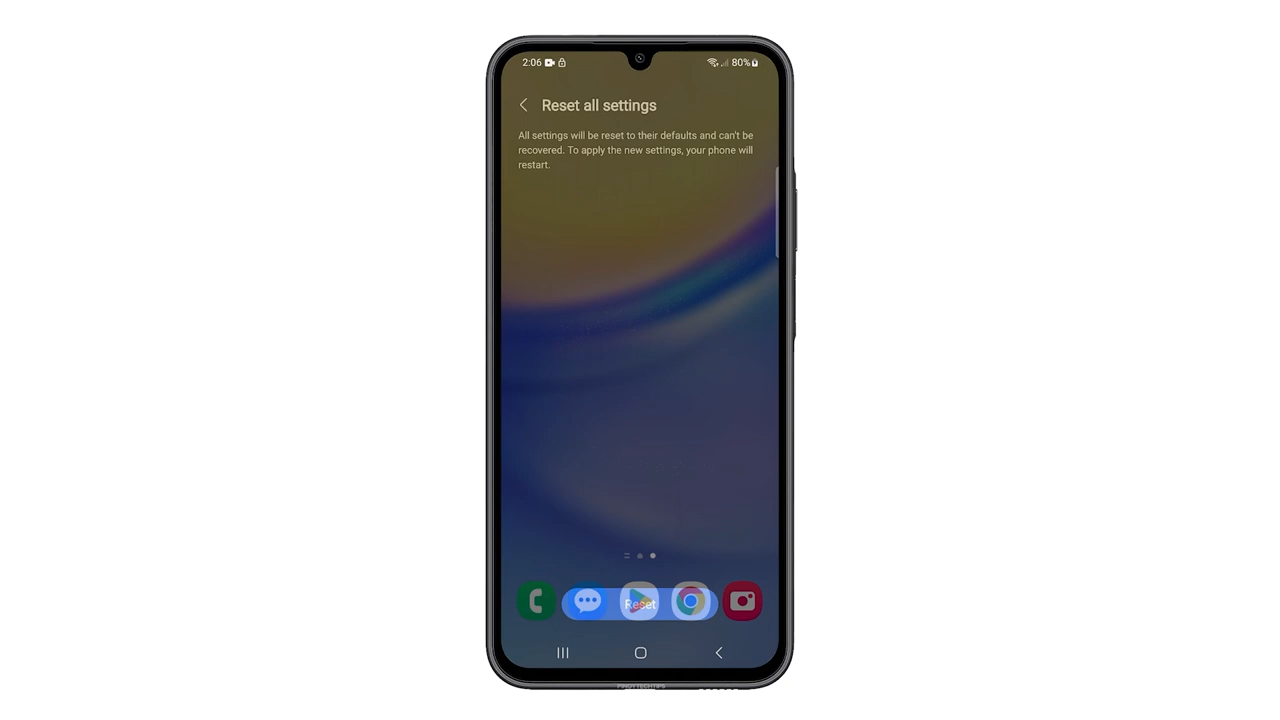 2:06
80%
Reset all settings
All settings will be reset to their defaults and can't be
recovered. To apply the new settings, your phone will
restart.
Reset
PINOYTECHTIPS